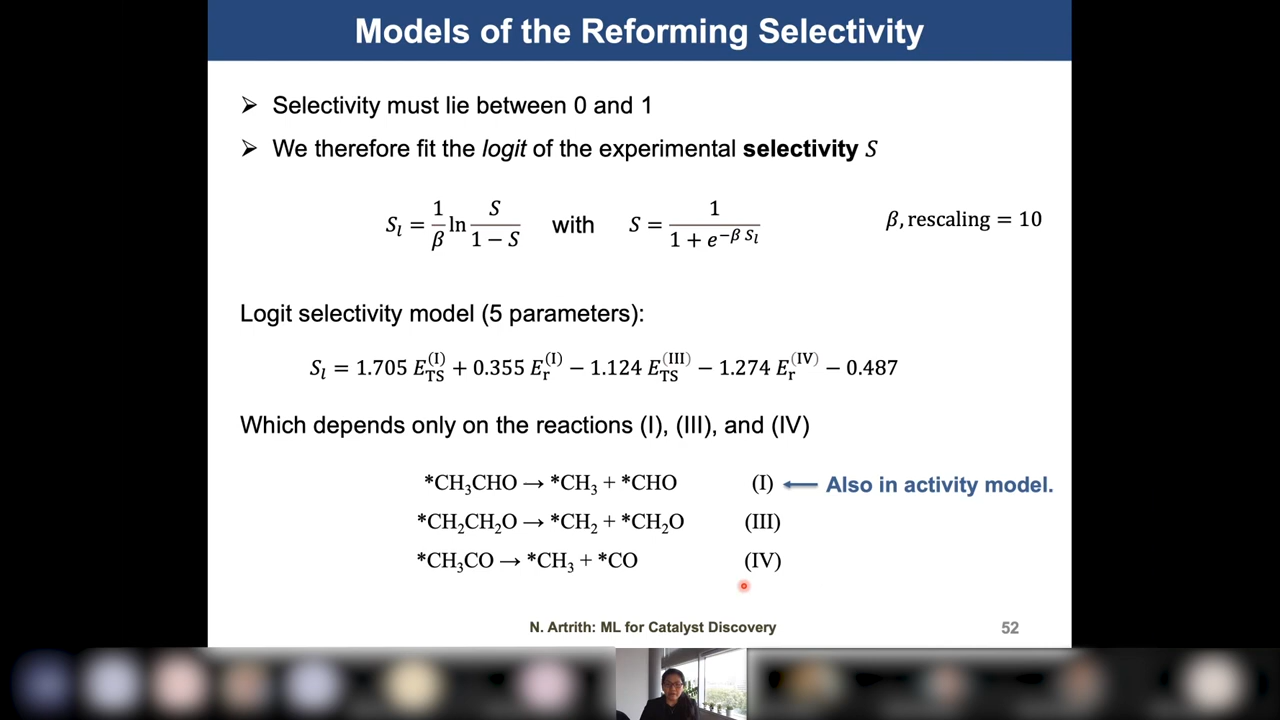 Models of the Reforming Selectivity
➢ Selectivity must lie between 0 and 1
➢ We therefore fit the logit of the experimental selectivity S
S_l = 1/β ln S/(1 − S) with S = 1/(1 + e^(−β S_l)) β, rescaling = 10
Logit selectivity model (5 parameters):
S_l = 1.705 E_TS^(I) + 0.355 E_r^(I) − 1.124 E_TS^(III) − 1.274 E_r^(IV) − 0.487
Which depends only on the reactions (I), (III), and (IV)
*CH₃CHO → *CH₃ + *CHO (I) ← Also in activity model.
*CH₂CH₂O → *CH₂ + *CH₂O (III)
*CH₃CO → *CH₃ + *CO (IV)
N. Artrith: ML for Catalyst Discovery 52